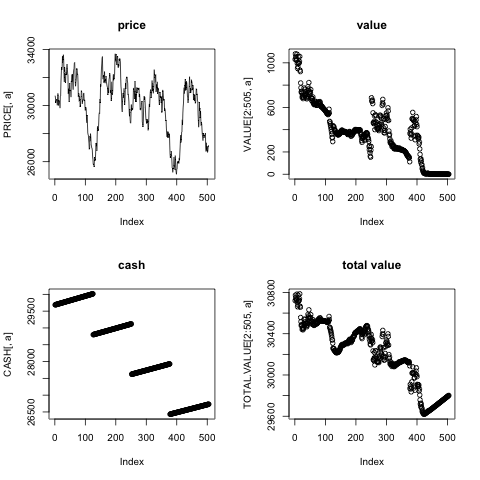 price
PRICE[, a]
26000 30000 34000
0 100 200 300 400 500
Index
value
VALUE[2:505, a]
0 200 600 1000
0 100 200 300 400 500
Index
cash
CASH[, a]
26500 28000 29500
0 100 200 300 400 500
Index
total value
TOTAL.VALUE[2:505, a]
29600 30000 30400 30800
0 100 200 300 400 500
Index